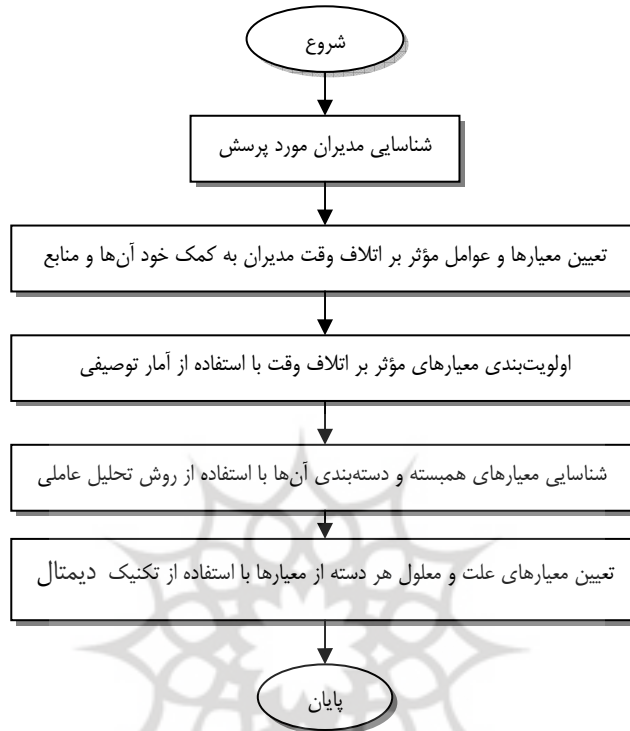 شروع
شناسایی مدیران مورد پرسش
تعیین معیارها و عوامل مؤثر بر اتلاف وقت مدیران به کمک خود آن‌ها و منابع
اولویت‌بندی معیارهای مؤثر بر اتلاف وقت با استفاده از آمار توصیفی
شناسایی معیارهای همبسته و دسته‌بندی آن‌ها با استفاده از روش تحلیل عاملی
تعیین معیارهای علت و معلول هر دسته از معیارها با استفاده از تکنیک دیمتال
پایان